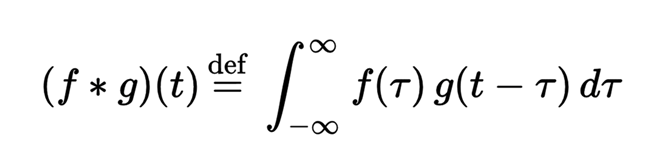 (f * g)(t) ≝ ∫_{−∞}^{∞} f(τ) g(t − τ) dτ